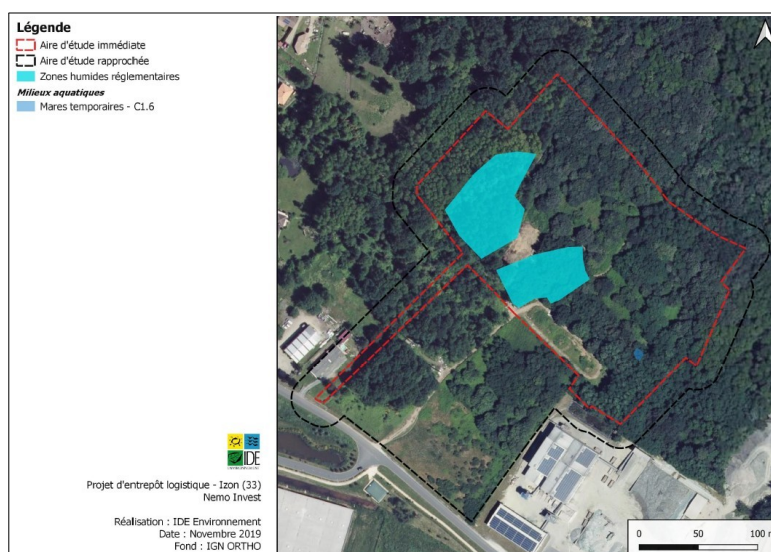 Légende
Aire d'étude immédiate
Aire d'étude rapprochée
Zones humides réglementaires
Milieux aquatiques
Mares temporaires - C1.6
IDE
Projet d'entrepôt logistique - Izon (33)
Nemo Invest
Réalisation : IDE Environnement
Date : Novembre 2019
Fond : IGN ORTHO
0 50 100 m